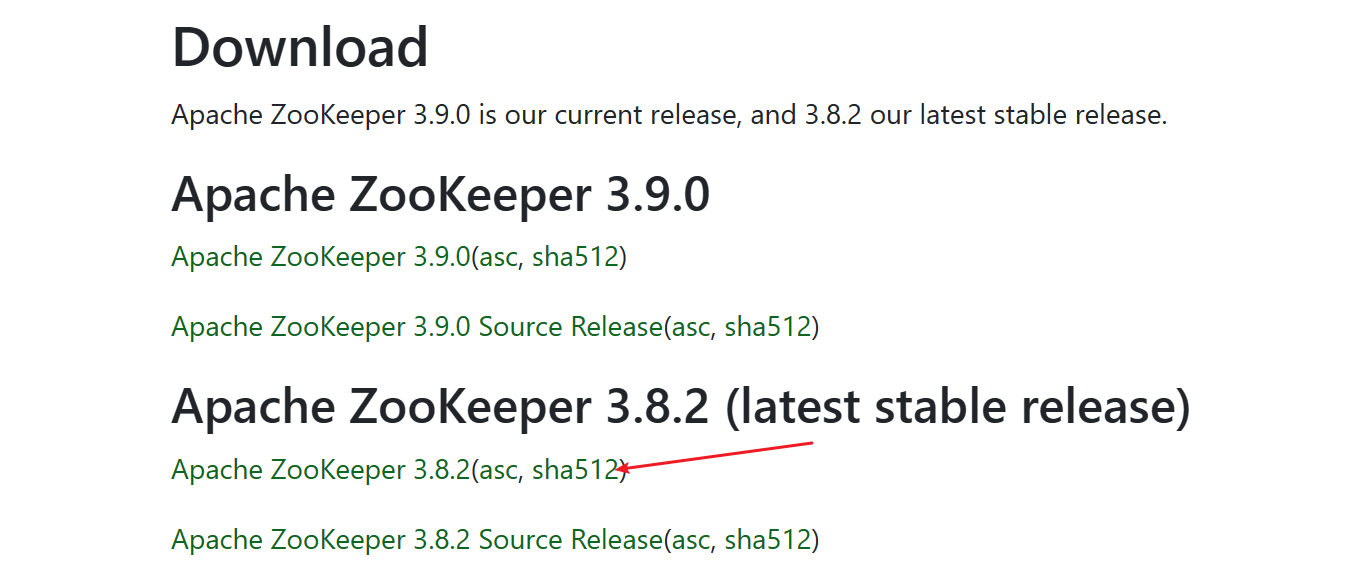 Download
Apache ZooKeeper 3.9.0 is our current release, and 3.8.2 our latest stable release.
Apache ZooKeeper 3.9.0
Apache ZooKeeper 3.9.0(asc, sha512)
Apache ZooKeeper 3.9.0 Source Release(asc, sha512)
Apache ZooKeeper 3.8.2 (latest stable release)
Apache ZooKeeper 3.8.2(asc, sha512)
Apache ZooKeeper 3.8.2 Source Release(asc, sha512)